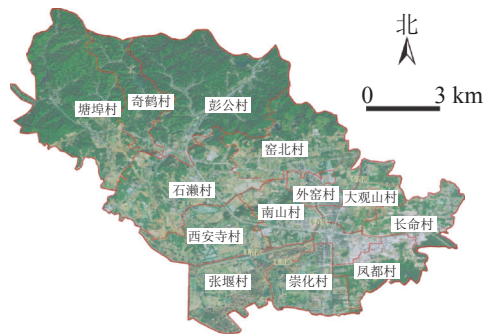 北
0 3 km
塘埠村
奇鹤村
彭公村
窑北村
石濑村
外窑村
大观山村
南山村
长命村
西安寺村
张堰村
崇化村
凤都村